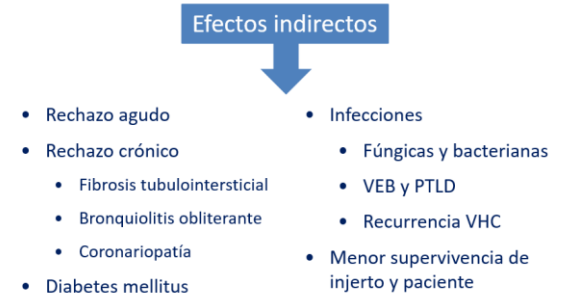 Efectos indirectos
• Rechazo agudo
• Rechazo crónico
• Fibrosis tubulointersticial
• Bronquiolitis obliterante
• Coronariopatía
• Diabetes mellitus
• Infecciones
• Fúngicas y bacterianas
• VEB y PTLD
• Recurrencia VHC
• Menor supervivencia de
injerto y paciente